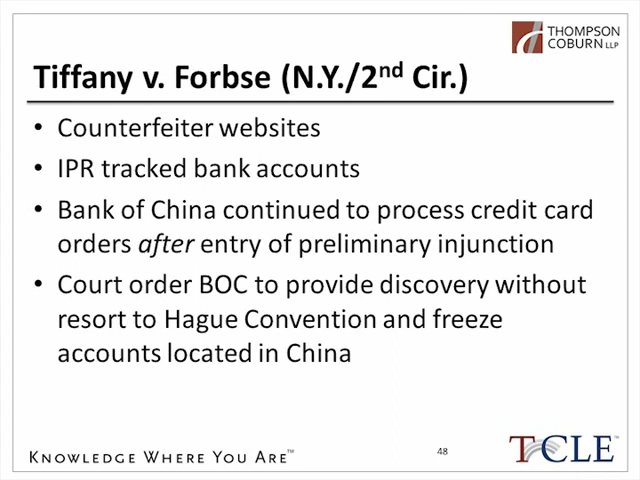 THOMPSON
COBURN LLP
Tiffany v. Forbse (N.Y./2nd Cir.)
• Counterfeiter websites
• IPR tracked bank accounts
• Bank of China continued to process credit card
orders after entry of preliminary injunction
• Court order BOC to provide discovery without
resort to Hague Convention and freeze
accounts located in China
KNOWLEDGE WHERE YOU ARE™
48
TCLE™